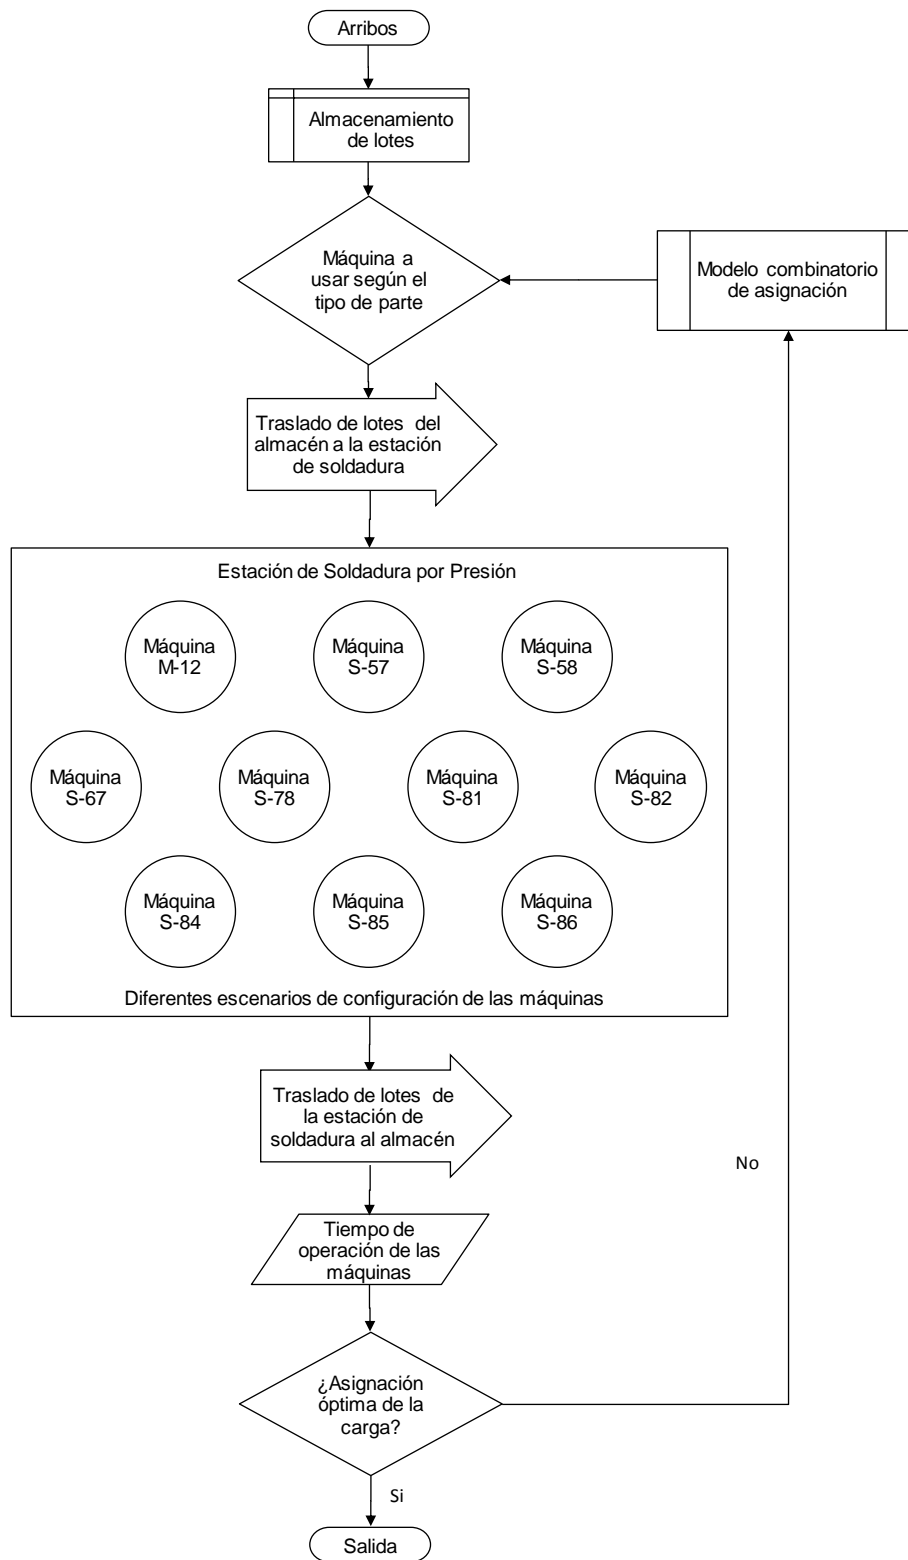 Arribos
Almacenamiento
de lotes
Máquina a
usar según el
tipo de parte
Modelo combinatorio
de asignación
Traslado de lotes del
almacén a la estación
de soldadura
Estación de Soldadura por Presión
Máquina
M-12
Máquina
S-57
Máquina
S-58
Máquina
S-67
Máquina
S-78
Máquina
S-81
Máquina
S-82
Máquina
S-84
Máquina
S-85
Máquina
S-86
Diferentes escenarios de configuración de las máquinas
Traslado de lotes de
la estación de
soldadura al almacén
No
Tiempo de
operación de las
máquinas
¿Asignación
óptima de la
carga?
Si
Salida